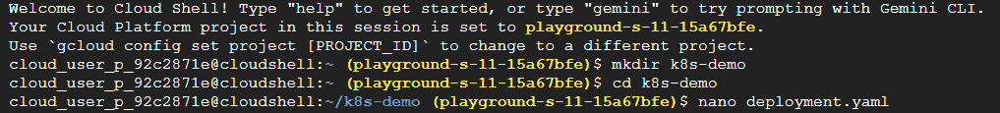 Welcome to Cloud Shell! Type "help" to get started, or type "gemini" to try prompting with Gemini CLI.
Your Cloud Platform project in this session is set to playground-s-11-15a67bfe.
Use `gcloud config set project [PROJECT_ID]` to change to a different project.
cloud_user_p_92c2871e@cloudshell:~ (playground-s-11-15a67bfe)$ mkdir k8s-demo
cloud_user_p_92c2871e@cloudshell:~ (playground-s-11-15a67bfe)$ cd k8s-demo
cloud_user_p_92c2871e@cloudshell:~/k8s-demo (playground-s-11-15a67bfe)$ nano deployment.yaml